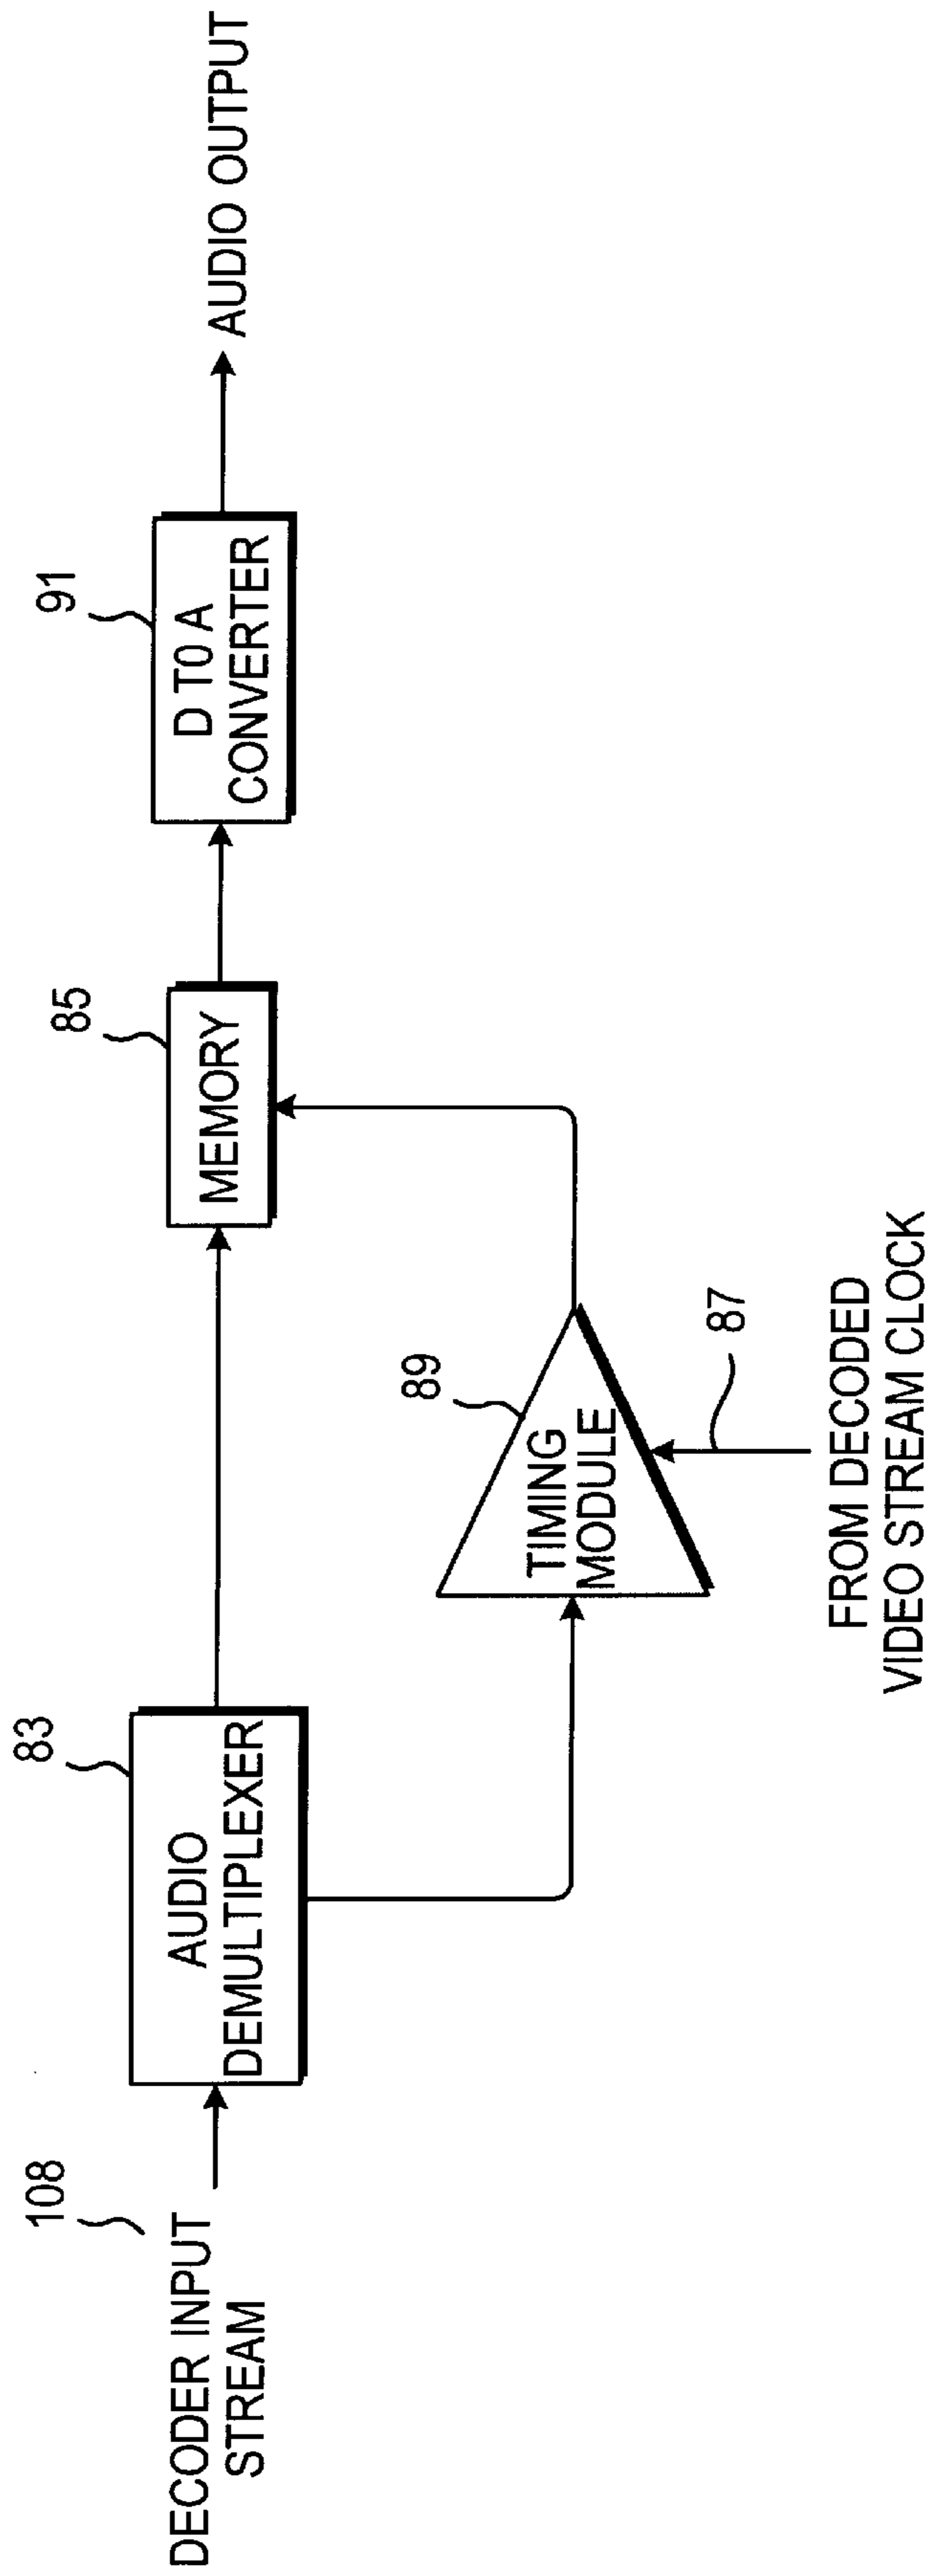 108
DECODER INPUT
STREAM
83
AUDIO
DEMULTIPLEXER
85
MEMORY
91
D TO A
CONVERTER
AUDIO OUTPUT
89
TIMING
MODULE
87
FROM DECODED
VIDEO STREAM CLOCK